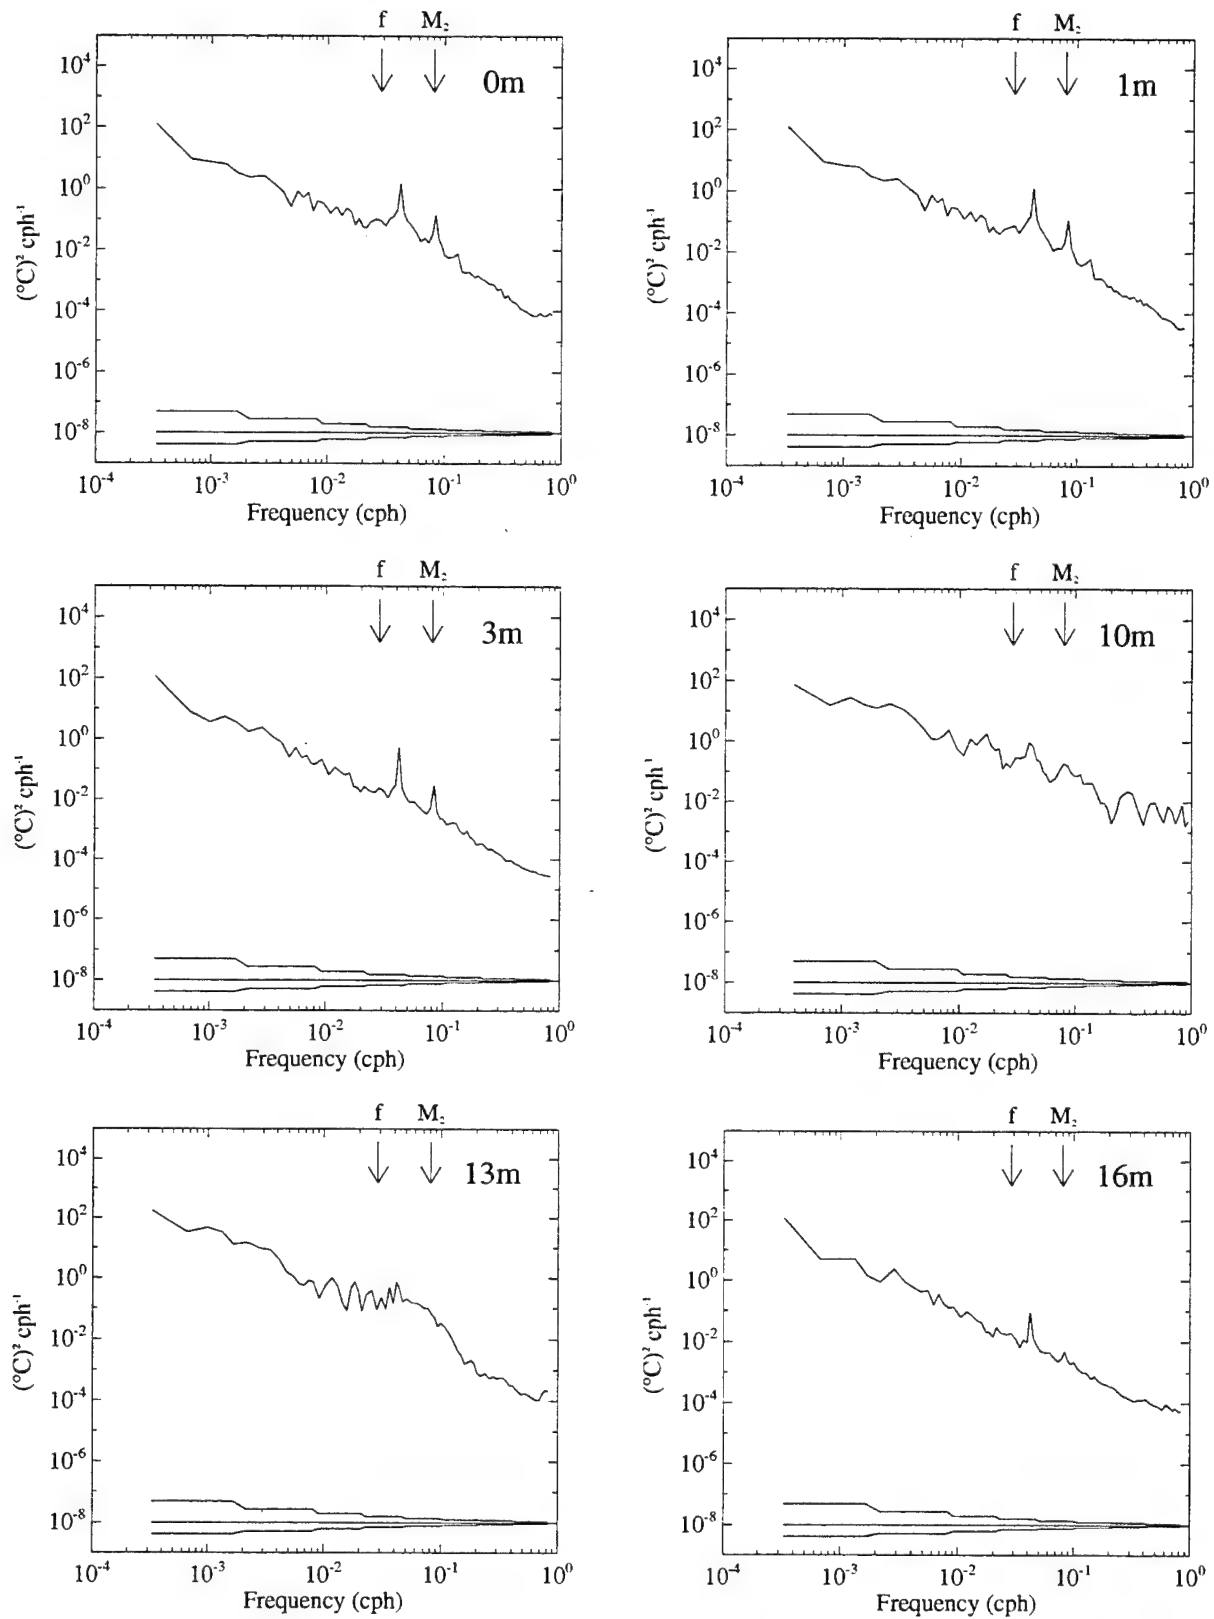 f M₂
0m
10⁴
10²
10⁰
10⁻²
10⁻⁴
10⁻⁶
10⁻⁸
(°C)² cph⁻¹
10⁻⁴ 10⁻³ 10⁻² 10⁻¹ 10⁰
Frequency (cph)
f M₂
1m
10⁴
10²
10⁰
10⁻²
10⁻⁴
10⁻⁶
10⁻⁸
(°C)² cph⁻¹
10⁻⁴ 10⁻³ 10⁻² 10⁻¹ 10⁰
Frequency (cph)
f M₂
3m
10⁴
10²
10⁰
10⁻²
10⁻⁴
10⁻⁶
10⁻⁸
(°C)² cph⁻¹
10⁻⁴ 10⁻³ 10⁻² 10⁻¹ 10⁰
Frequency (cph)
f M₂
10m
10⁴
10²
10⁰
10⁻²
10⁻⁴
10⁻⁶
10⁻⁸
(°C)² cph⁻¹
10⁻⁴ 10⁻³ 10⁻² 10⁻¹ 10⁰
Frequency (cph)
f M₂
13m
10⁴
10²
10⁰
10⁻²
10⁻⁴
10⁻⁶
10⁻⁸
(°C)² cph⁻¹
10⁻⁴ 10⁻³ 10⁻² 10⁻¹ 10⁰
Frequency (cph)
f M₂
16m
10⁴
10²
10⁰
10⁻²
10⁻⁴
10⁻⁶
10⁻⁸
(°C)² cph⁻¹
10⁻⁴ 10⁻³ 10⁻² 10⁻¹ 10⁰
Frequency (cph)